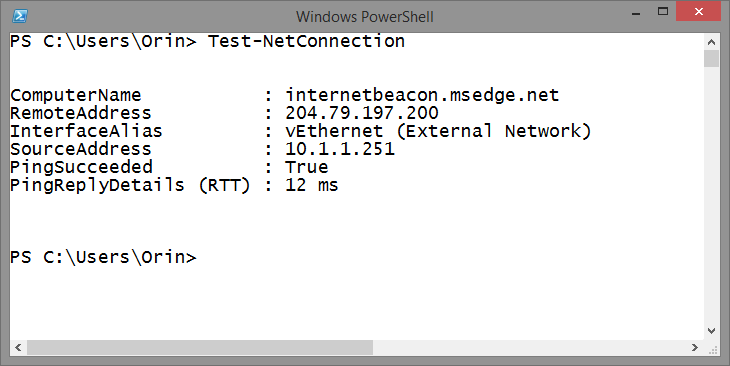 Windows PowerShell
PS C:\Users\Orin> Test-NetConnection
ComputerName           : internetbeacon.msedge.net
RemoteAddress          : 204.79.197.200
InterfaceAlias         : vEthernet (External Network)
SourceAddress          : 10.1.1.251
PingSucceeded          : True
PingReplyDetails (RTT) : 12 ms
PS C:\Users\Orin>